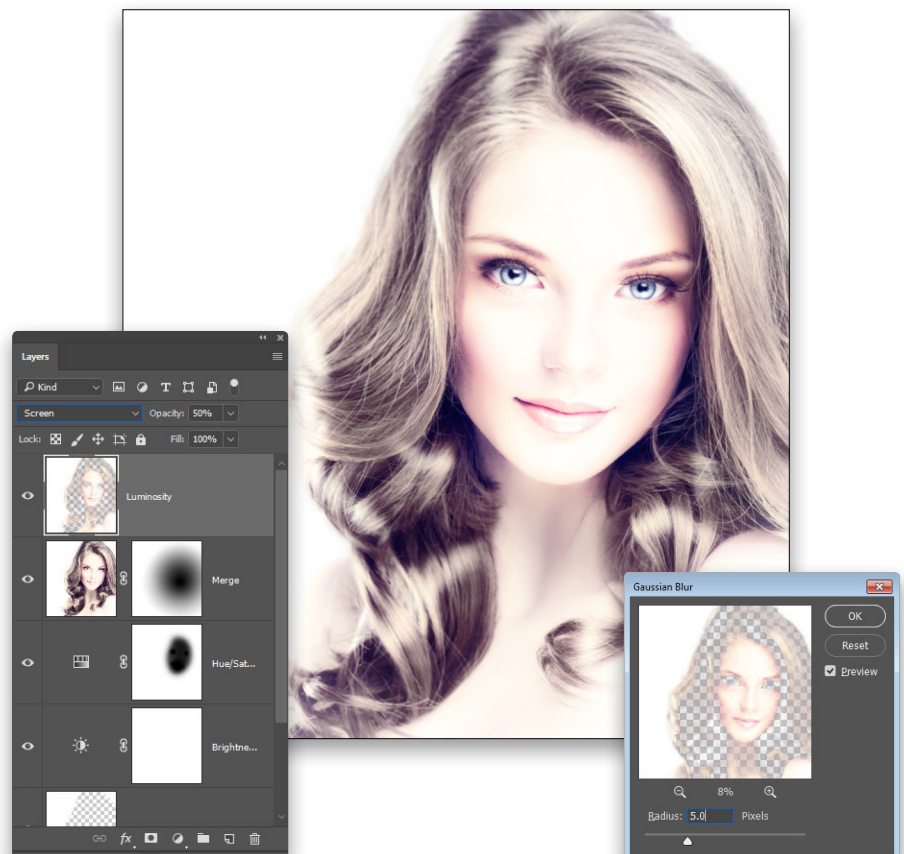 Layers
Kind
Screen Opacity: 50%
Lock: Fill: 100%
Luminosity
Merge
Hue/Sat...
Brightne...
fx
Gaussian Blur
OK
Reset
Preview
8%
Radius: 5.0 Pixels